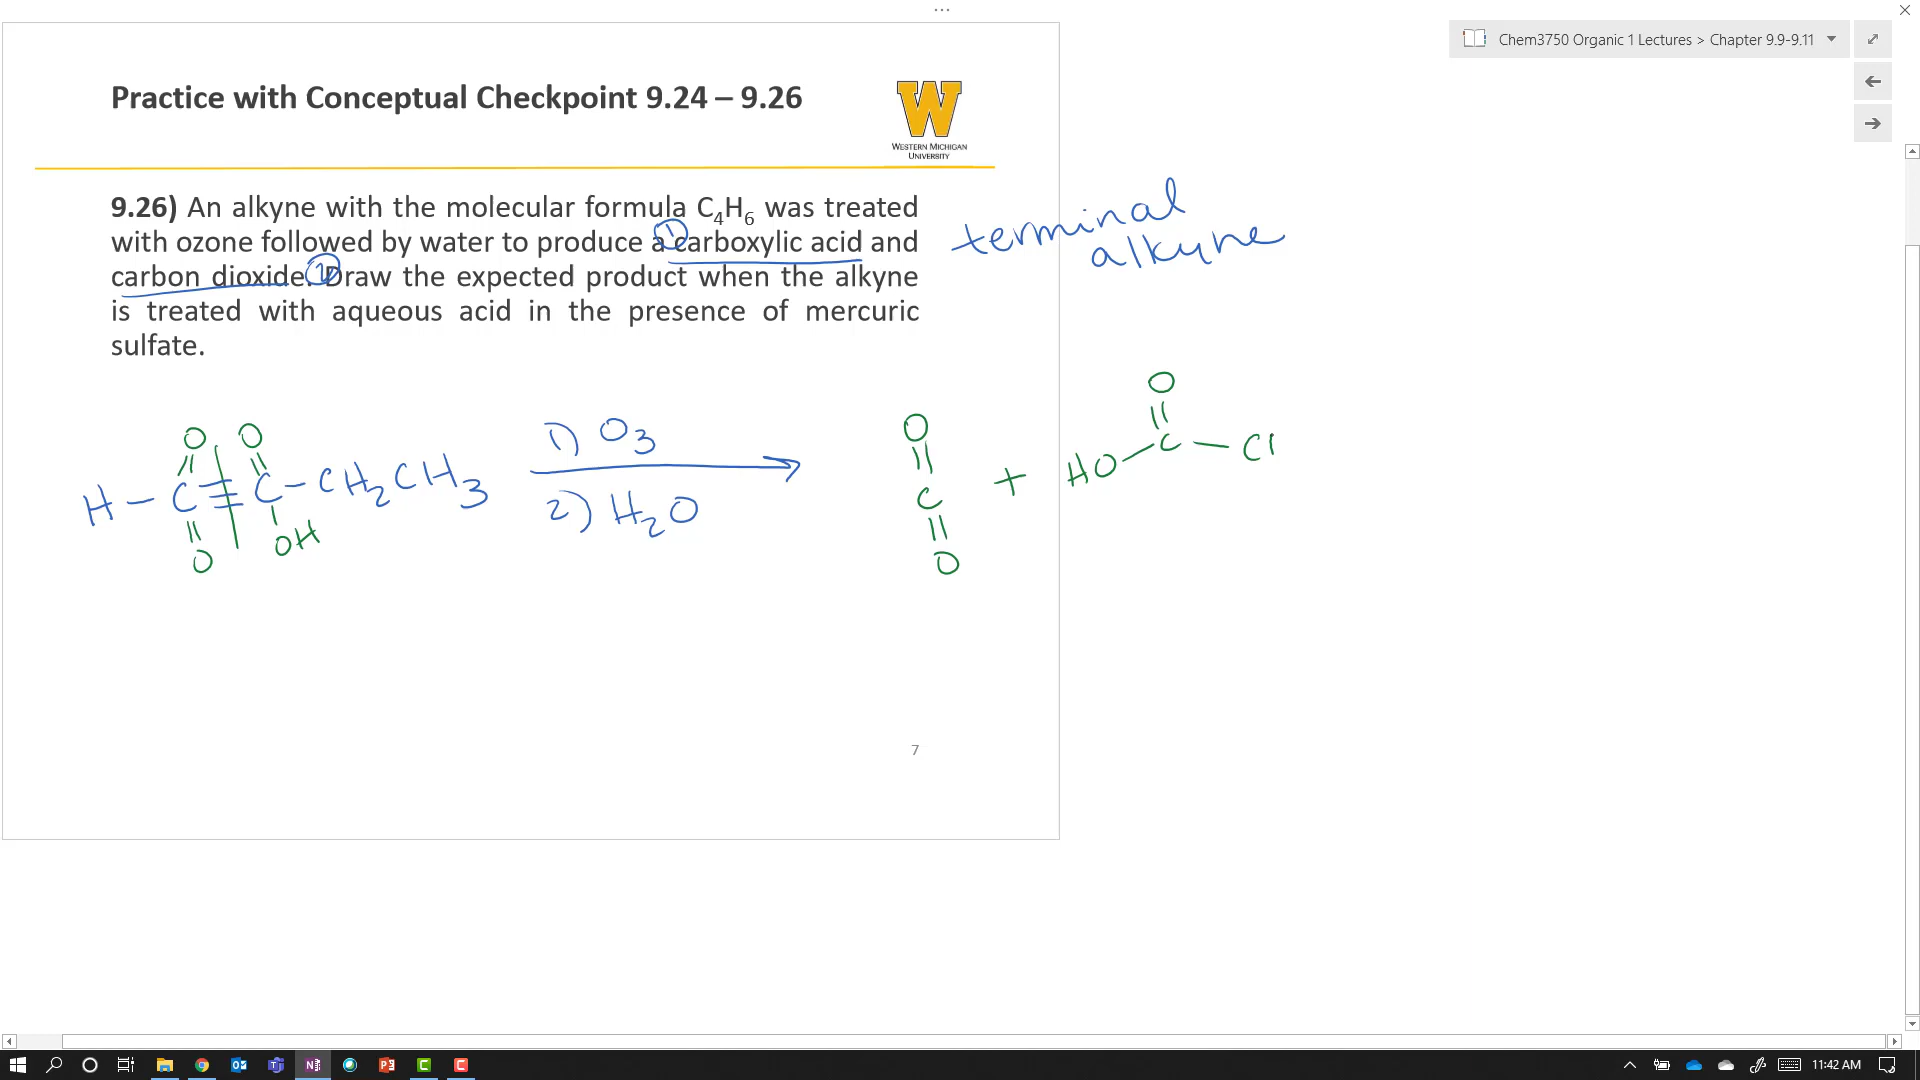 Chem3750 Organic 1 Lectures > Chapter 9.9-9.11
Practice with Conceptual Checkpoint 9.24 – 9.26
W
WESTERN MICHIGAN
UNIVERSITY
9.26) An alkyne with the molecular formula C4H6 was treated
with ozone followed by water to produce a carboxylic acid and
carbon dioxide. Draw the expected product when the alkyne
is treated with aqueous acid in the presence of mercuric
sulfate.
1
2
terminal
alkyne
O O
H - C ≡ C - CH2CH3
O OH
1) O3
2) H2O
O
C
O
+
O
HO - C - Cl
7
11:42 AM